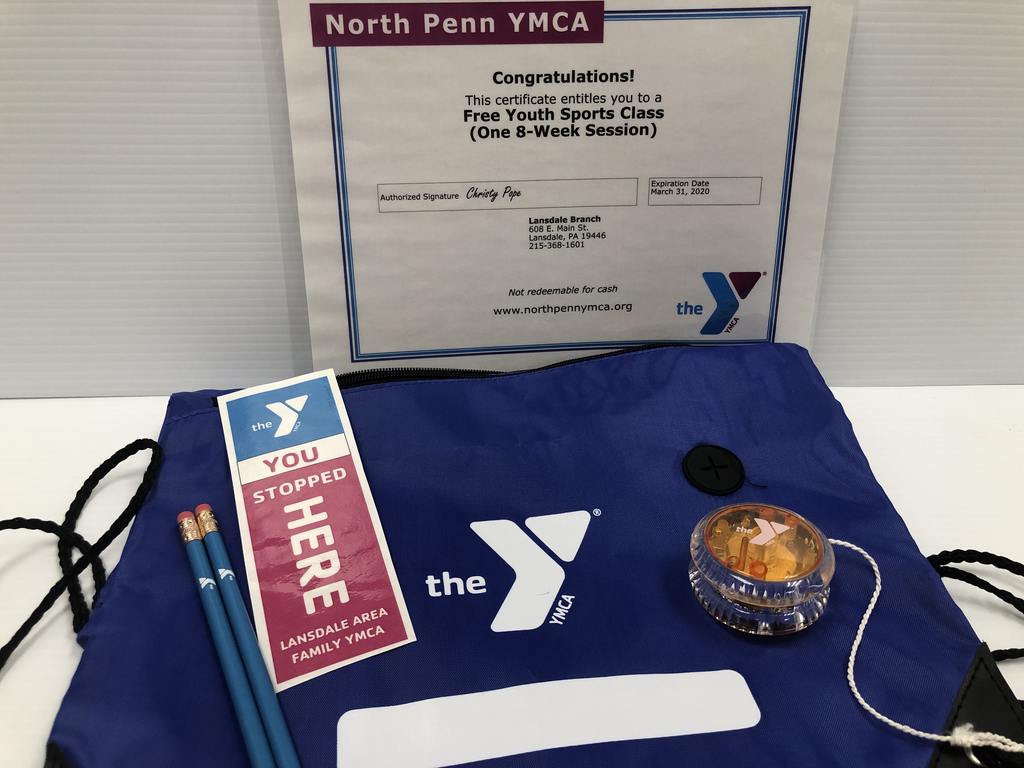 North Penn YMCA
Congratulations!
This certificate entitles you to a
Free Youth Sports Class
(One 8-Week Session)
Authorized Signature Christy Pope
Expiration Date
March 31, 2020
Lansdale Branch
608 E. Main St.
Lansdale, PA 19446
215-368-1601
Not redeemable for cash
www.northpennymca.org
the Y®
YMCA
the Y
YMCA
YOU
STOPPED
HERE
LANSDALE AREA
FAMILY YMCA
the Y®
YMCA
the Y